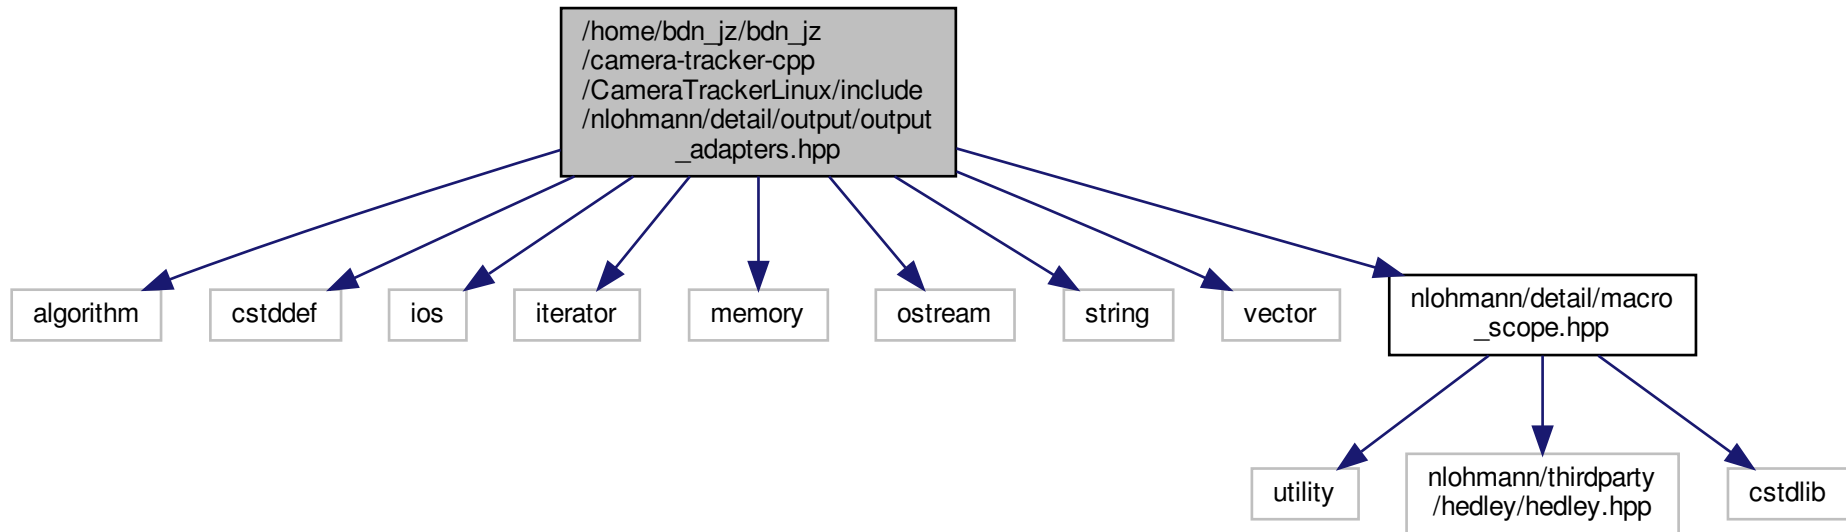 /home/bdn_jz/bdn_jz
/camera-tracker-cpp
/CameraTrackerLinux/include
/nlohmann/detail/output/output
_adapters.hpp
algorithm
cstddef
ios
iterator
memory
ostream
string
vector
nlohmann/detail/macro
_scope.hpp
utility
nlohmann/thirdparty
/hedley/hedley.hpp
cstdlib